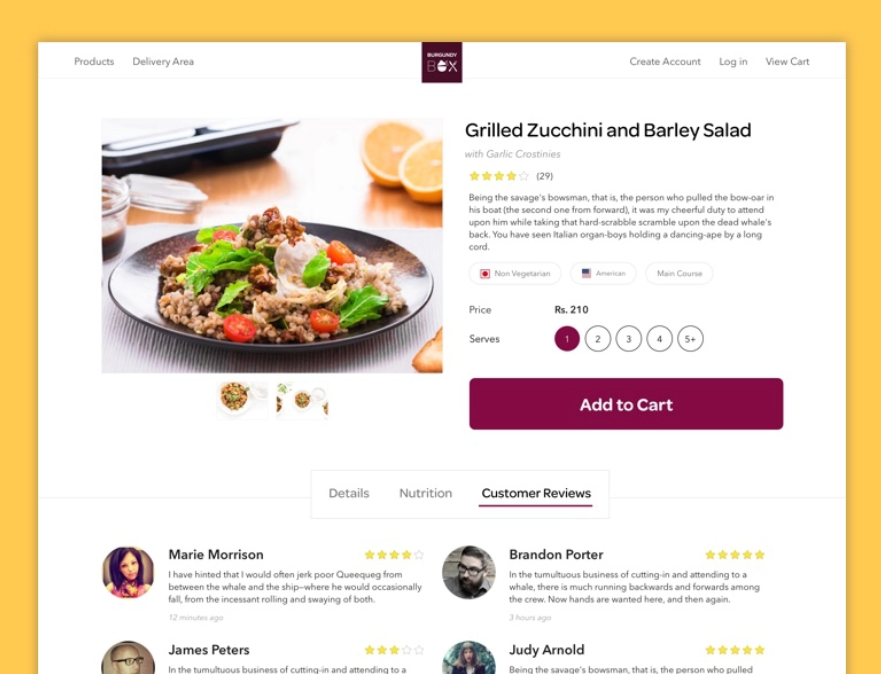 Products
Delivery Area
BURGUNDY
BOX
Create Account
Log in
View Cart
Grilled Zucchini and Barley Salad
with Garlic Crostinies
(29)
Being the savage's bowsman, that is, the person who pulled the bow-oar in
his boat (the second one from forward), it was my cheerful duty to attend
upon him while taking that hard-scrabble scramble upon the dead whale's
back. You have seen Italian organ-boys holding a dancing-ape by a long
cord.
Non Vegetarian
American
Main Course
Price
Rs. 210
Serves
1
2
3
4
5+
Add to Cart
Details
Nutrition
Customer Reviews
Marie Morrison
I have hinted that I would often jerk poor Queequeg from
between the whale and the ship—where he would occasionally
fall, from the incessant rolling and swaying of both.
12 minutes ago
Brandon Porter
In the tumultuous business of cutting-in and attending to a
whale, there is much running backwards and forwards among
the crew. Now hands are wanted here, and then again.
3 hours ago
James Peters
In the tumultuous business of cutting-in and attending to a
Judy Arnold
Being the savage's bowsman, that is, the person who pulled